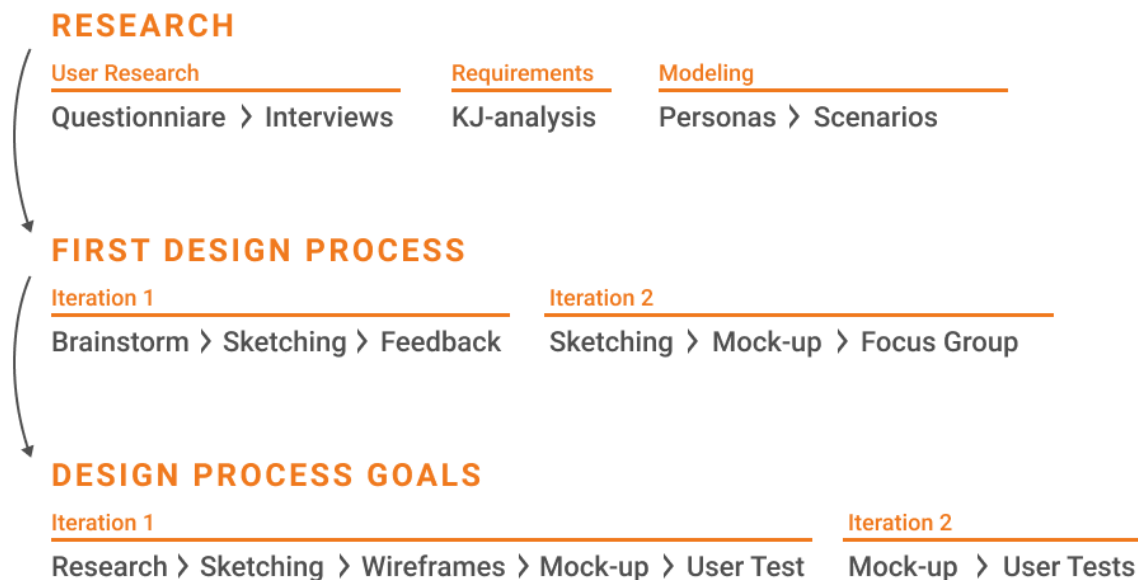 RESEARCH
User Research Requirements Modeling
Questionniare > Interviews KJ-analysis Personas > Scenarios
FIRST DESIGN PROCESS
Iteration 1 Iteration 2
Brainstorm > Sketching > Feedback Sketching > Mock-up > Focus Group
DESIGN PROCESS GOALS
Iteration 1 Iteration 2
Research > Sketching > Wireframes > Mock-up > User Test Mock-up > User Tests